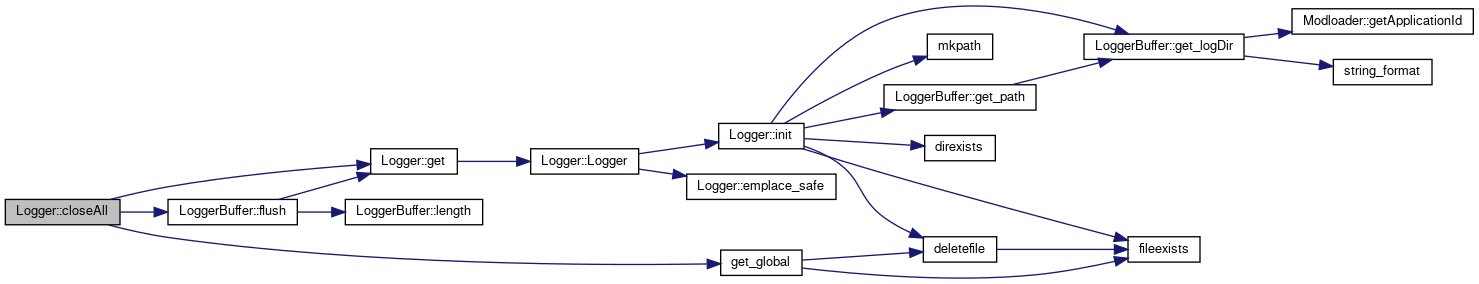 Logger::closeAll
Logger::get
LoggerBuffer::flush
LoggerBuffer::length
Logger::Logger
Logger::init
Logger::emplace_safe
get_global
mkpath
LoggerBuffer::get_path
direxists
deletefile
LoggerBuffer::get_logDir
fileexists
Modloader::getApplicationId
string_format